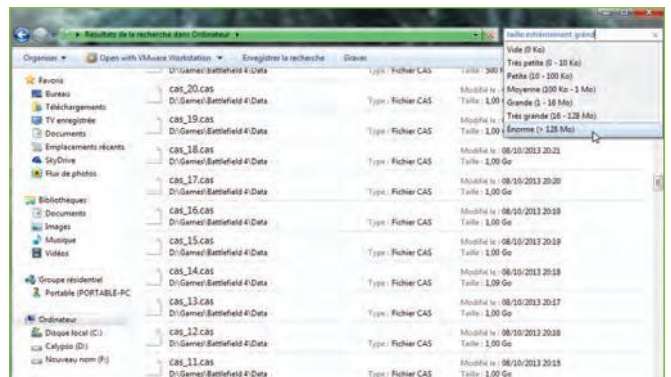 Résultats de la recherche dans Ordinateur
taille:extrêmement grand
Organiser
Open with VMware Workstation
Enregistrer la recherche
Graver
Vide (0 Ko)
Très petite (0 - 10 Ko)
Petite (10 - 100 Ko)
Moyenne (100 Ko - 1 Mo)
Grande (1 - 16 Mo)
Très grande (16 - 128 Mo)
Énorme (> 128 Mo)
Favoris
Bureau
Téléchargements
TV enregistrée
Documents
Emplacements récents
SkyDrive
Flux de photos
Bibliothèques
Documents
Images
Musique
Vidéos
Groupe résidentiel
Portable (PORTABLE-PC
Ordinateur
Disque local (C:)
Calypso (D:)
Nouveau nom (F:)
D:\Games\Battlefield 4\Data Type : Fichier CAS Taille :
cas_20.cas Modifié le :
D:\Games\Battlefield 4\Data Type : Fichier CAS Taille : 1,00
cas_19.cas Modifié le :
D:\Games\Battlefield 4\Data Type : Fichier CAS Taille : 1,00
cas_18.cas Modifié le : 08/10/2013 20:21
D:\Games\Battlefield 4\Data Type : Fichier CAS Taille : 1,00 Go
cas_17.cas Modifié le : 08/10/2013 20:20
D:\Games\Battlefield 4\Data Type : Fichier CAS Taille : 1,00 Go
cas_16.cas Modifié le : 08/10/2013 20:19
D:\Games\Battlefield 4\Data Type : Fichier CAS Taille : 1,00 Go
cas_15.cas Modifié le : 08/10/2013 20:19
D:\Games\Battlefield 4\Data Type : Fichier CAS Taille : 1,00 Go
cas_14.cas Modifié le : 08/10/2013 20:18
D:\Games\Battlefield 4\Data Type : Fichier CAS Taille : 1,00 Go
cas_13.cas Modifié le : 08/10/2013 20:17
D:\Games\Battlefield 4\Data Type : Fichier CAS Taille : 1,00 Go
cas_12.cas Modifié le : 08/10/2013 20:16
D:\Games\Battlefield 4\Data Type : Fichier CAS Taille : 1,00 Go
cas_11.cas Modifié le : 08/10/2013 20:15
D:\Games\Battlefield 4\Data Type : Fichier CAS Taille : 1,00 Go